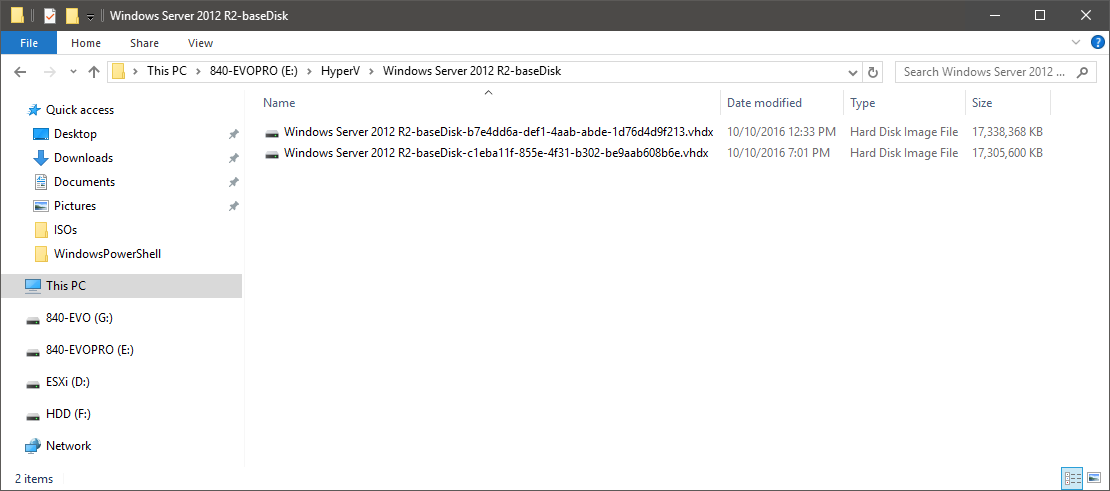 Windows Server 2012 R2-baseDisk
File Home Share View
This PC 840-EVOPRO (E:) HyperV Windows Server 2012 R2-baseDisk Search Windows Server 2012 ...
Quick access
Desktop
Downloads
Documents
Pictures
ISOs
WindowsPowerShell
This PC
840-EVO (G:)
840-EVOPRO (E:)
ESXi (D:)
HDD (F:)
Network
Name Date modified Type Size
Windows Server 2012 R2-baseDisk-b7e4dd6a-def1-4aab-abde-1d76d4d9f213.vhdx 10/10/2016 12:33 PM Hard Disk Image File 17,338,368 KB
Windows Server 2012 R2-baseDisk-c1eba11f-855e-4f31-b302-be9aab608b6e.vhdx 10/10/2016 7:01 PM Hard Disk Image File 17,305,600 KB
2 items